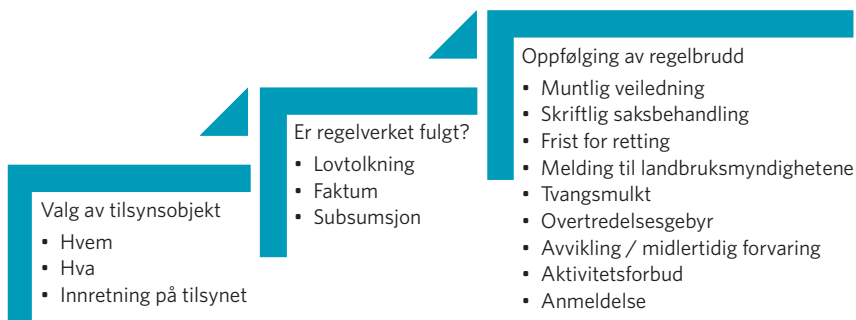 Valg av tilsynsobjekt
• Hvem
• Hva
• Innretning på tilsynet
Er regelverket fulgt?
• Lovtolkning
• Faktum
• Subsumsjon
Oppfølging av regelbrudd
• Muntlig veiledning
• Skriftlig saksbehandling
• Frist for retting
• Melding til landbruksmyndighetene
• Tvangsmulkt
• Overtredelsesgebyr
• Avvikling / midlertidig forvaring
• Aktivitetsforbud
• Anmeldelse